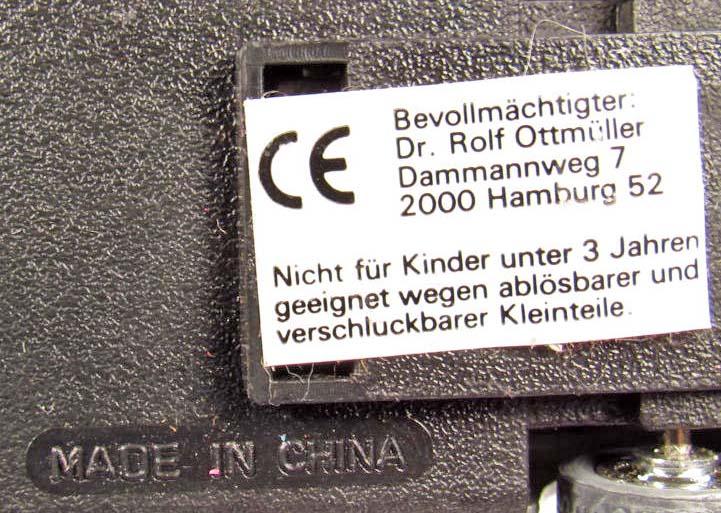 CE
Bevollmächtigter:
Dr. Rolf Ottmüller
Dammannweg 7
2000 Hamburg 52
Nicht für Kinder unter 3 Jahren
geeignet wegen ablösbarer und
verschluckbarer Kleinteile.
MADE IN CHINA